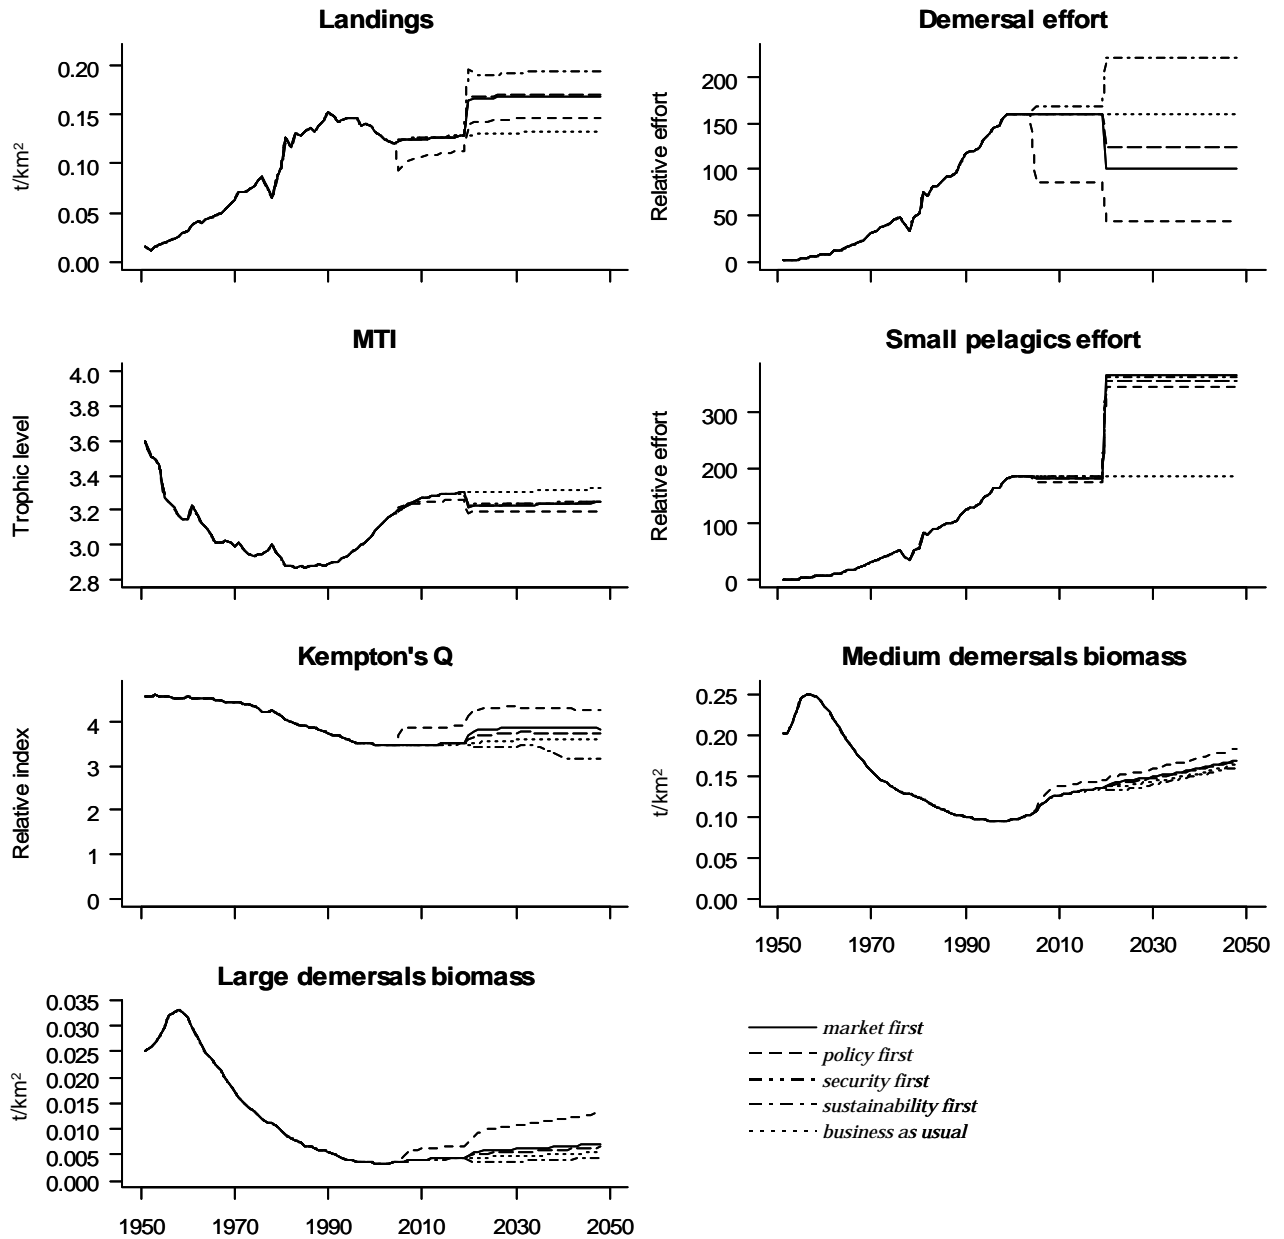 Landings
t/km²
0.20
0.15
0.10
0.05
0.00
Demersal effort
Relative effort
200
150
100
50
0
MTI
Trophic level
4.0
3.8
3.6
3.4
3.2
3.0
2.8
Small pelagics effort
Relative effort
300
200
100
0
Kempton's Q
Relative index
4
3
2
1
0
Medium demersals biomass
t/km²
0.25
0.20
0.15
0.10
0.05
0.00
1950 1970 1990 2010 2030 2050
Large demersals biomass
t/km²
0.035
0.030
0.025
0.020
0.015
0.010
0.005
0.000
1950 1970 1990 2010 2030 2050
market first
policy first
security first
sustainability first
business as usual